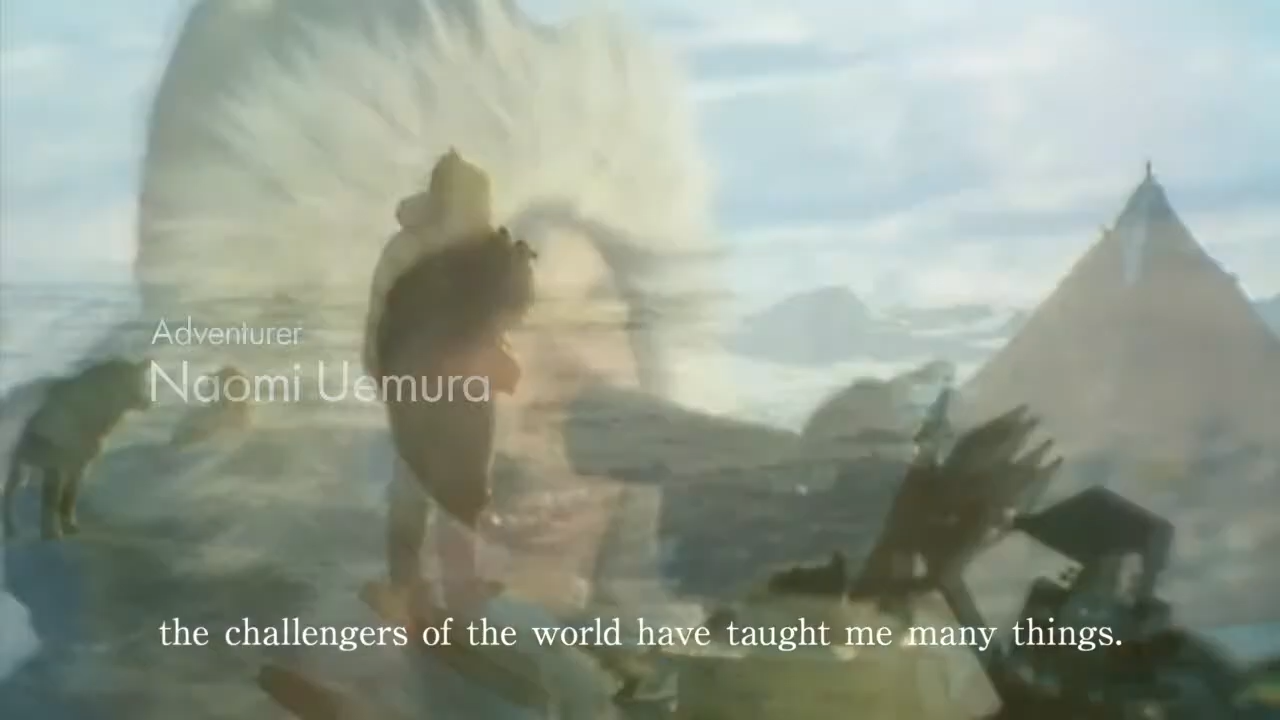 Adventurer
Naomi Uemura
the challengers of the world have taught me many things.